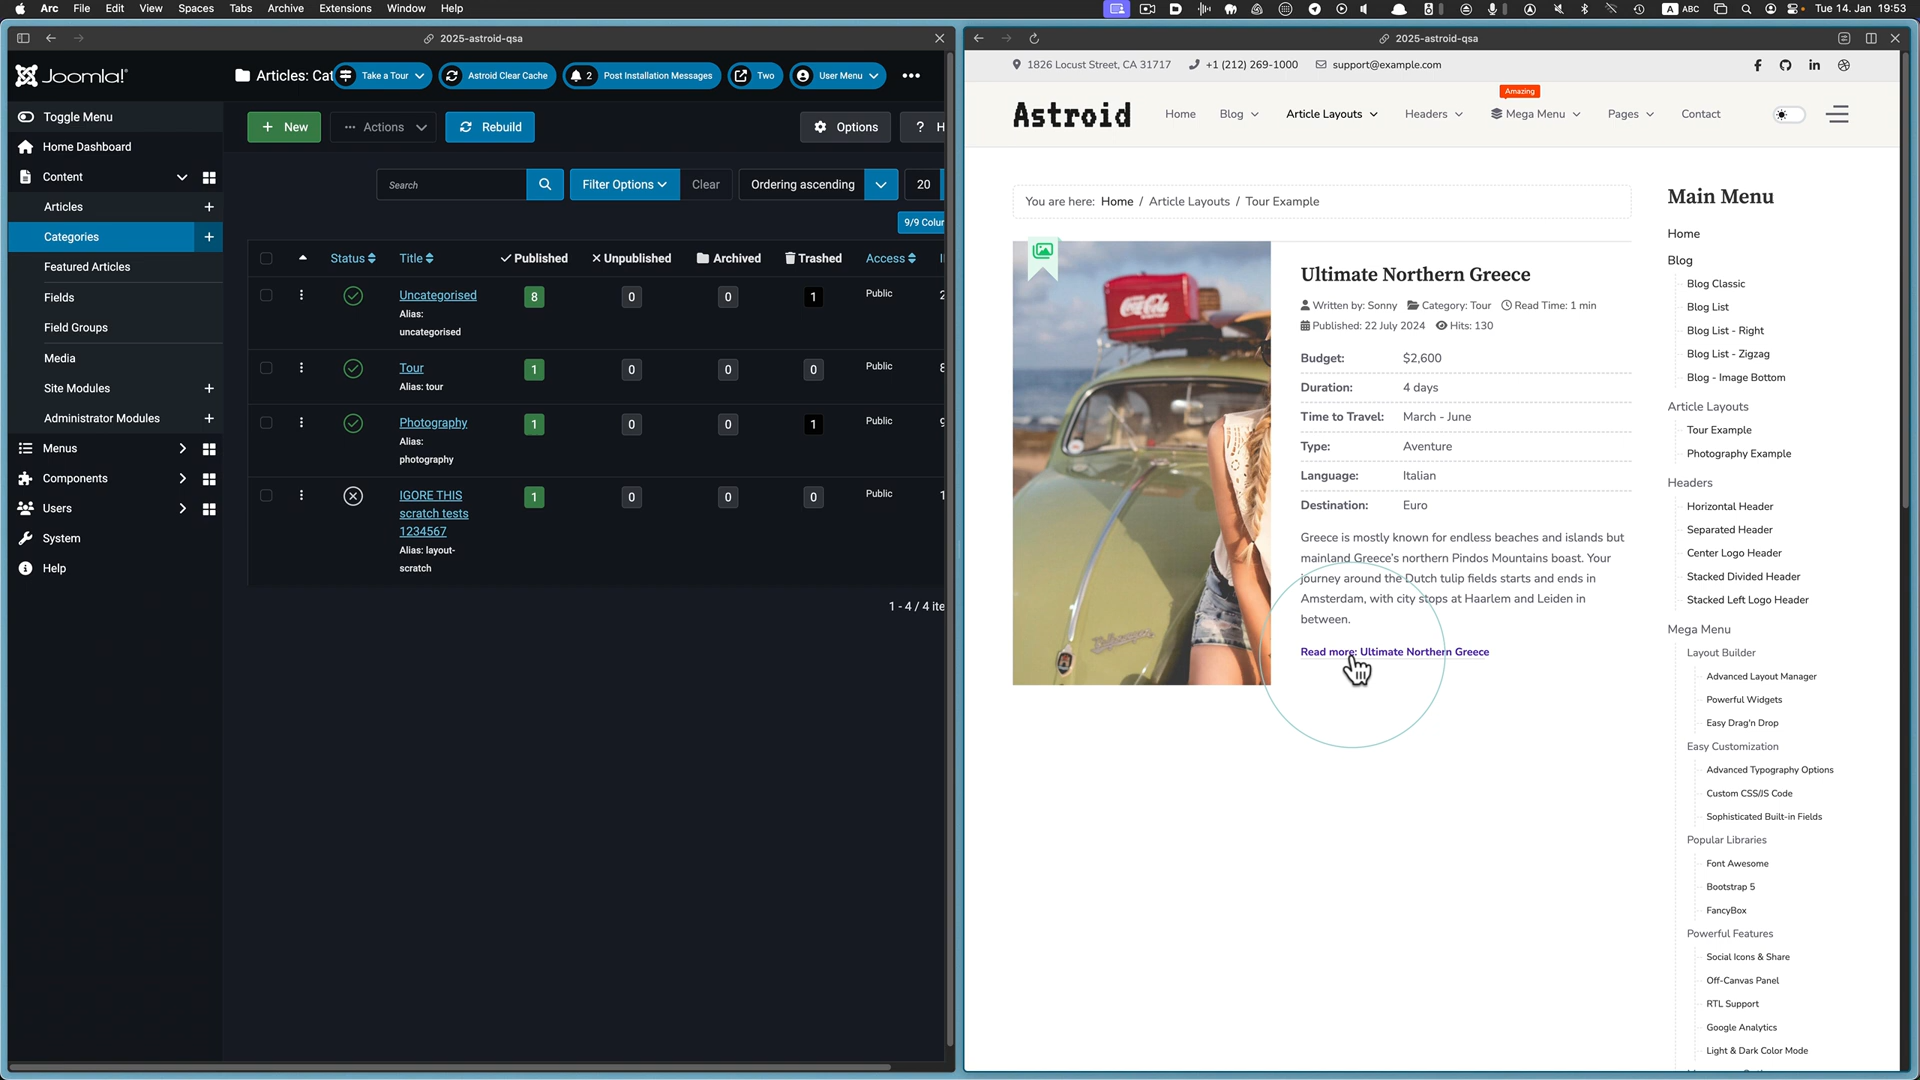 Arc File Edit View Spaces Tabs Archive Extensions Window Help
A ABC Tue 14. Jan 19:53
2025-astroid-qsa
Joomla!
Articles: Cat
Take a Tour
Astroid Clear Cache
2 Post Installation Messages
Two
User Menu
Toggle Menu
Home Dashboard
Content
Articles
Categories
Featured Articles
Fields
Field Groups
Media
Site Modules
Administrator Modules
Menus
Components
Users
System
Help
New
Actions
Rebuild
Options
? H
Search
Filter Options
Clear
Ordering ascending
20
9/9 Colum
Status Title Published Unpublished Archived Trashed Access
Uncategorised 8 0 0 1 Public 2
Alias:
uncategorised
Tour 1 0 0 0 Public 8
Alias: tour
Photography 1 0 0 1 Public 9
Alias:
photography
IGORE THIS 1 0 0 0 Public 1
scratch tests
1234567
Alias: layout-
scratch
1 - 4 / 4 ite
2025-astroid-qsa
1826 Locust Street, CA 31717 +1 (212) 269-1000 support@example.com
Astroid
Home
Blog
Article Layouts
Headers
Amazing
Mega Menu
Pages
Contact
You are here: Home / Article Layouts / Tour Example
Coca-Cola
Volkswagen
Ultimate Northern Greece
Written by: Sonny Category: Tour Read Time: 1 min
Published: 22 July 2024 Hits: 130
Budget: $2,600
Duration: 4 days
Time to Travel: March - June
Type: Aventure
Language: Italian
Destination: Euro
Greece is mostly known for endless beaches and islands but
mainland Greece's northern Pindos Mountains boast. Your
journey around the Dutch tulip fields starts and ends in
Amsterdam, with city stops at Haarlem and Leiden in
between.
Read more: Ultimate Northern Greece
Main Menu
Home
Blog
Blog Classic
Blog List
Blog List - Right
Blog List - Zigzag
Blog - Image Bottom
Article Layouts
Tour Example
Photography Example
Headers
Horizontal Header
Separated Header
Center Logo Header
Stacked Divided Header
Stacked Left Logo Header
Mega Menu
Layout Builder
Advanced Layout Manager
Powerful Widgets
Easy Drag'n Drop
Easy Customization
Advanced Typography Options
Custom CSS/JS Code
Sophisticated Built-in Fields
Popular Libraries
Font Awesome
Bootstrap 5
FancyBox
Powerful Features
Social Icons & Share
Off-Canvas Panel
RTL Support
Google Analytics
Light & Dark Color Mode